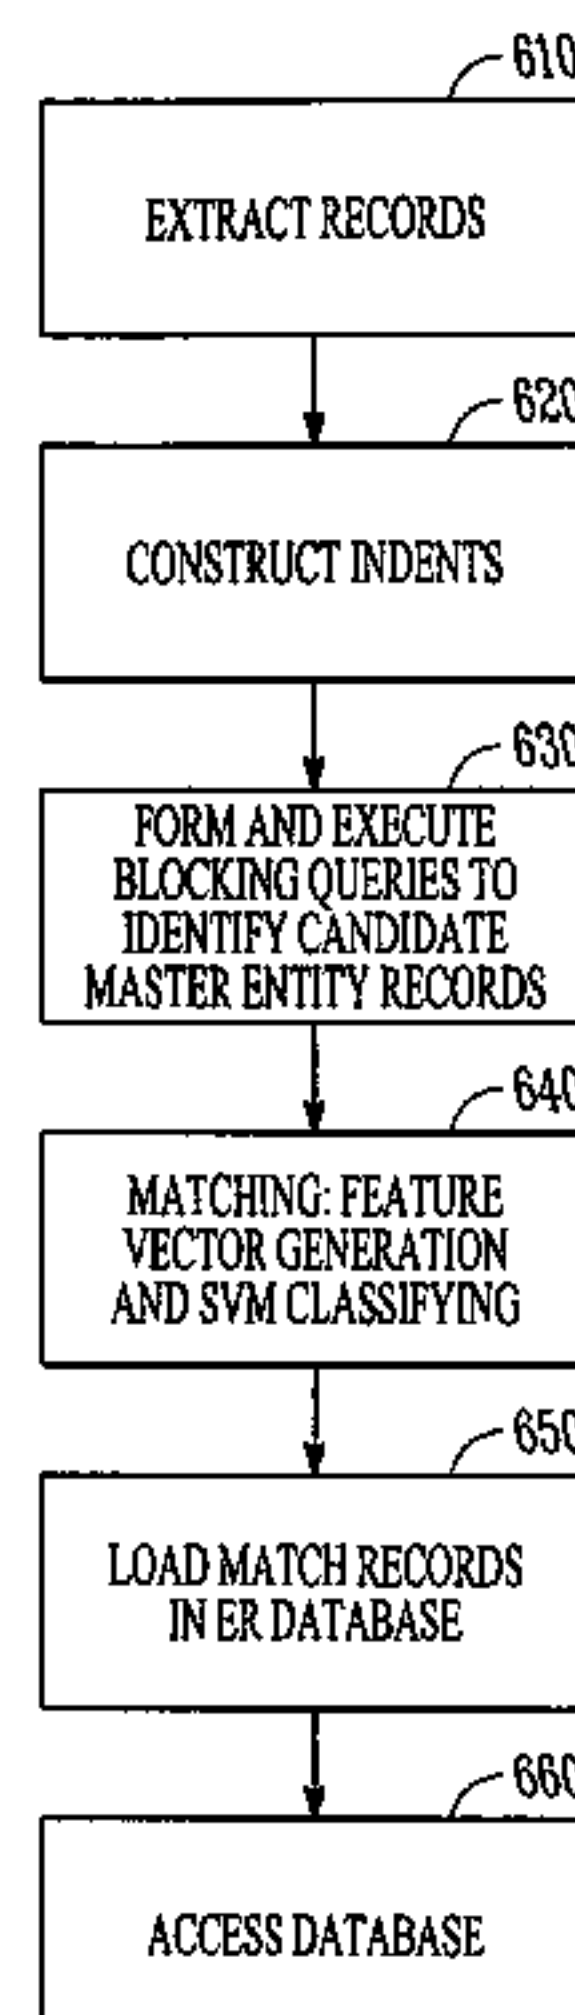 610
EXTRACT RECORDS
620
CONSTRUCT INDENTS
630
FORM AND EXECUTE
BLOCKING QUERIES TO
IDENTIFY CANDIDATE
MASTER ENTITY RECORDS
640
MATCHING: FEATURE
VECTOR GENERATION
AND SVM CLASSIFYING
650
LOAD MATCH RECORDS
IN ER DATABASE
660
ACCESS DATABASE